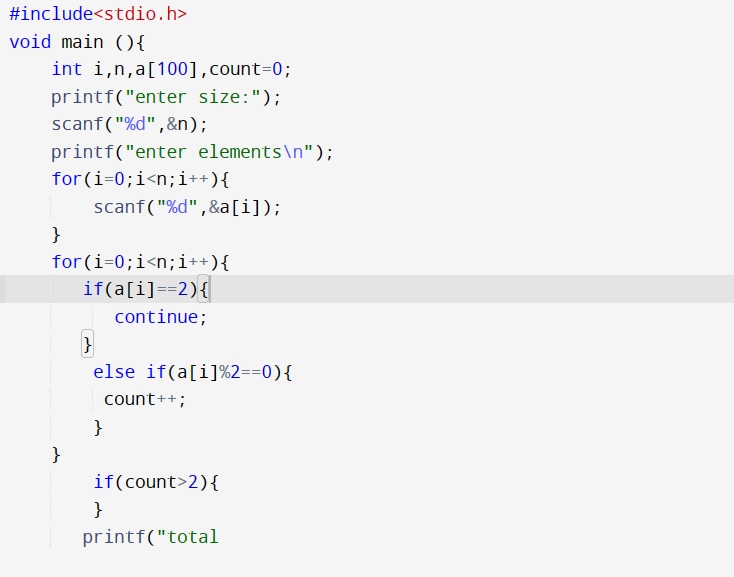 #include<stdio.h>
void main (){
    int i,n,a[100],count=0;
    printf("enter size:");
    scanf("%d",&n);
    printf("enter elements\n");
    for(i=0;i<n;i++){
        scanf("%d",&a[i]);
    }
    for(i=0;i<n;i++){
       if(a[i]==2){
          continue;
       }
        else if(a[i]%2==0){
         count++;
        }
    }
        if(count>2){
        }
       printf("total